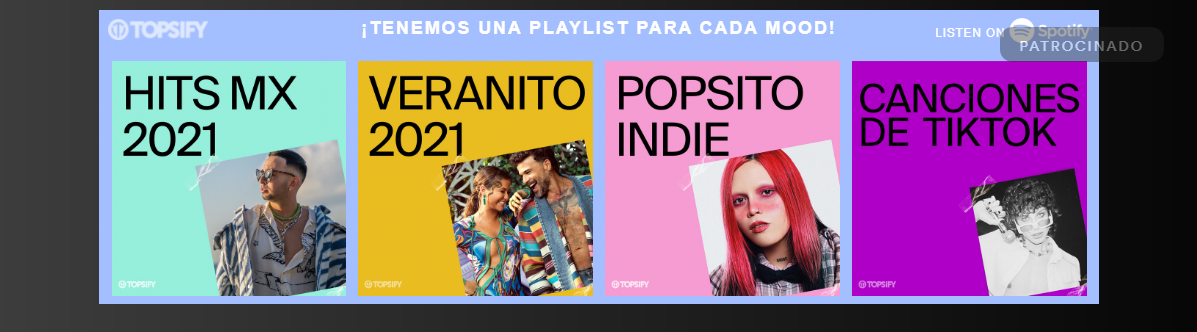 TOPSIFY
¡TENEMOS UNA PLAYLIST PARA CADA MOOD!
LISTEN ON Spotify
PATROCINADO
HITS MX
2021
TOPSIFY
VERANITO
2021
TOPSIFY
POPSITO
INDIE
TOPSIFY
CANCIONES
DE TIKTOK
TOPSIFY